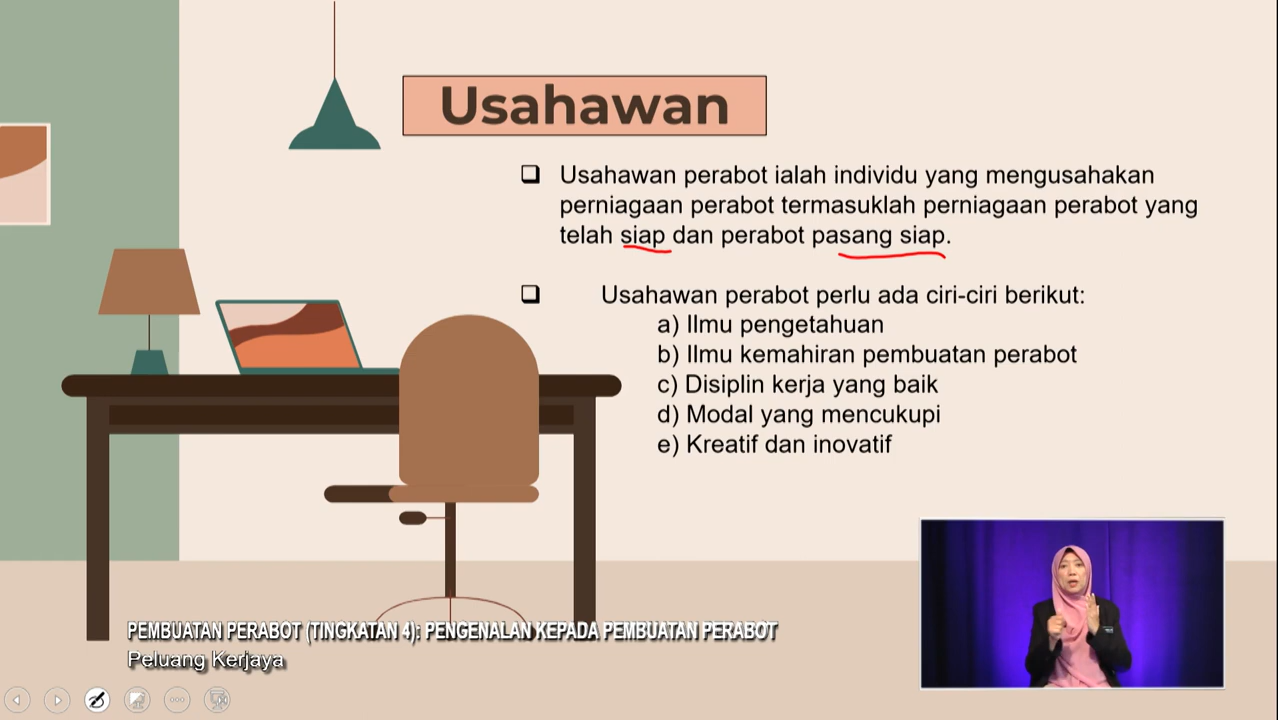 Usahawan
Usahawan perabot ialah individu yang mengusahakan
perniagaan perabot termasuklah perniagaan perabot yang
telah siap dan perabot pasang siap.
Usahawan perabot perlu ada ciri-ciri berikut:
a) Ilmu pengetahuan
b) Ilmu kemahiran pembuatan perabot
c) Disiplin kerja yang baik
d) Modal yang mencukupi
e) Kreatif dan inovatif
PEMBUATAN PERABOT (TINGKATAN 4): PENGENALAN KEPADA PEMBUATAN PERABOT
Peluang Kerjaya